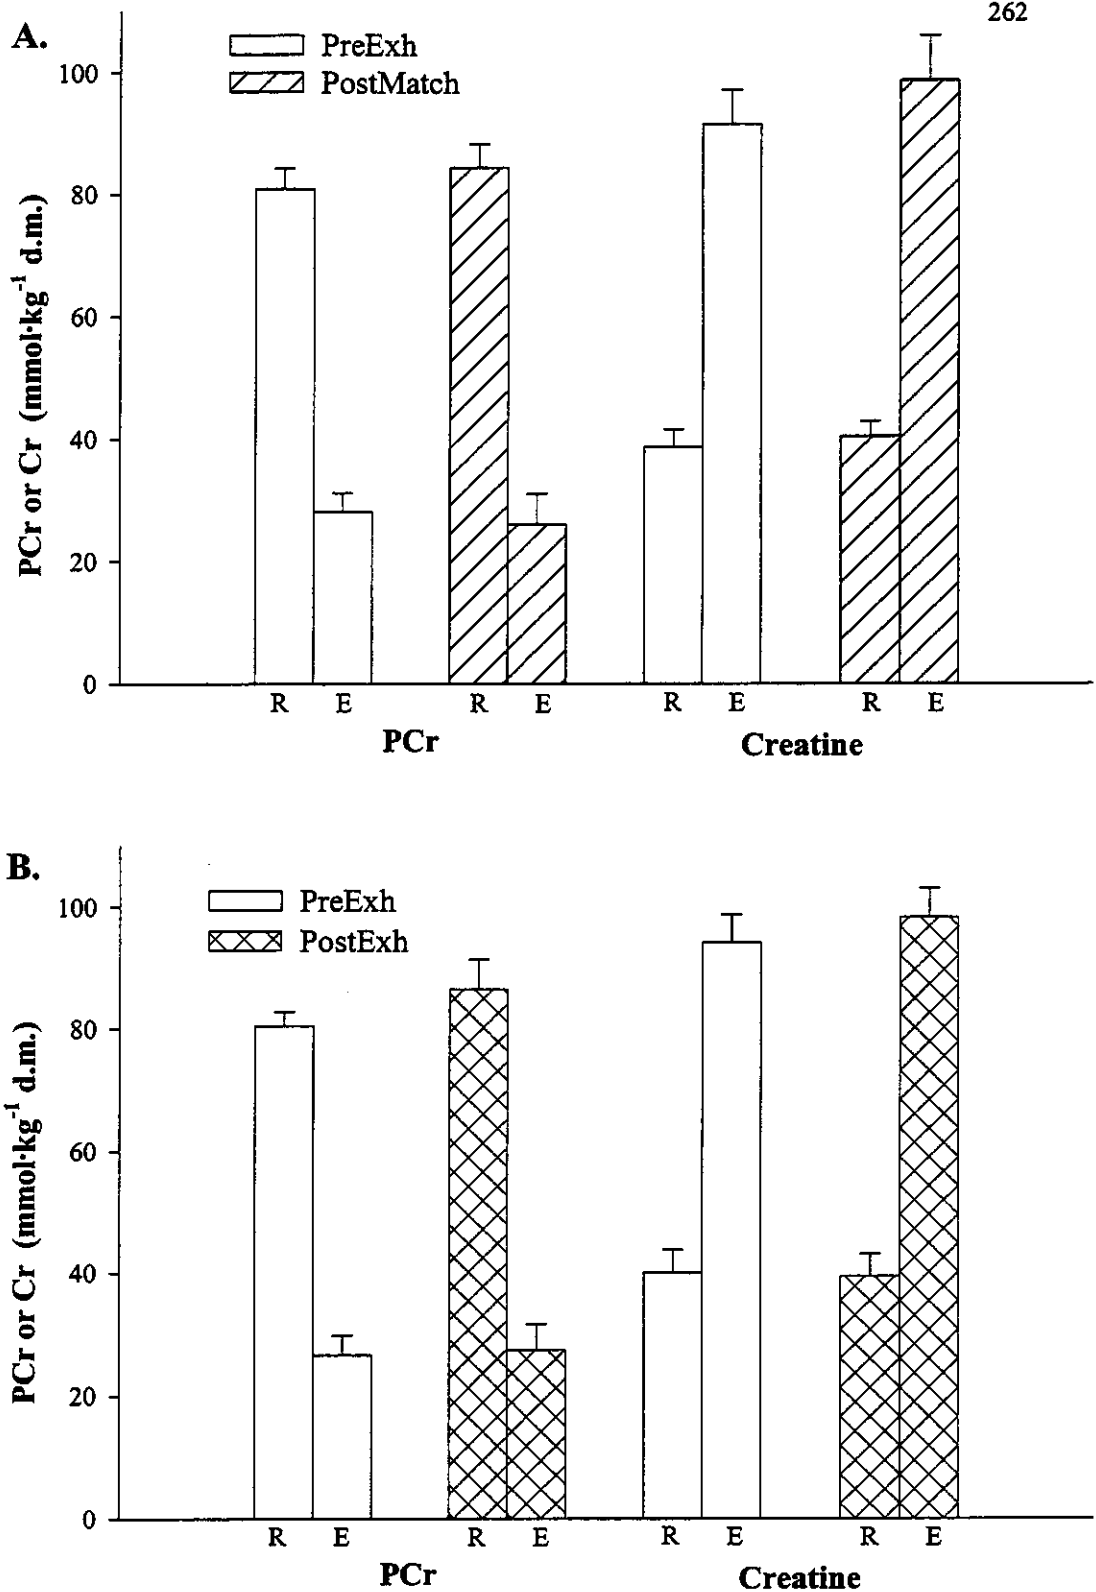 262
A.
PreExh
PostMatch
100
80
60
40
20
0
PCr or Cr (mmol·kg⁻¹ d.m.)
R E R E R E R E
PCr Creatine
B.
PreExh
PostExh
100
80
60
40
20
0
PCr or Cr (mmol·kg⁻¹ d.m.)
R E R E R E R E
PCr Creatine